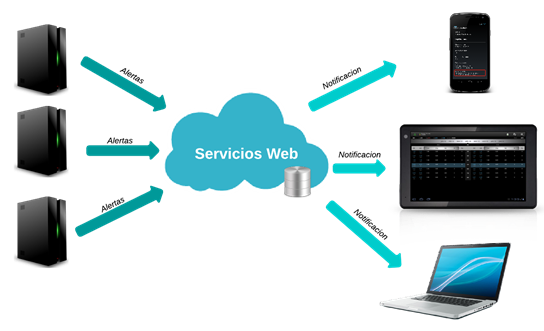 Alertas
Alertas
Alertas
Servicios Web
Notificacion
Notificacion
Notificacion